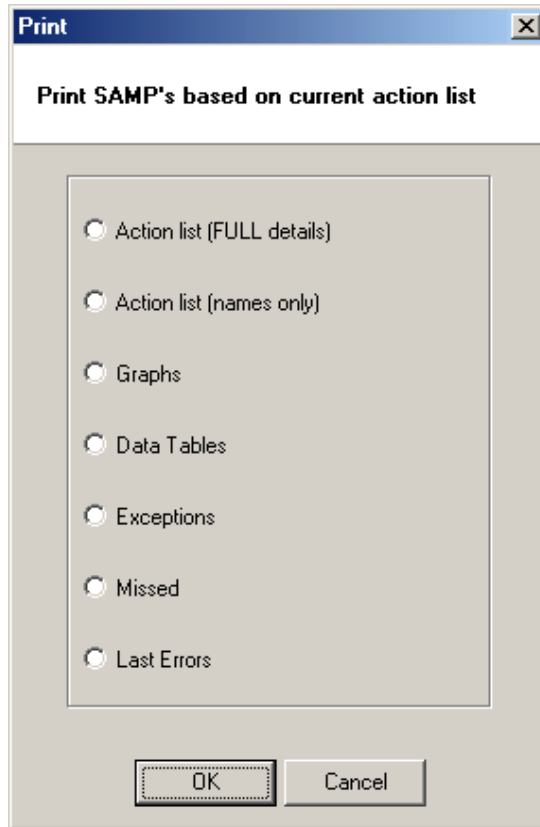 Print
Print SAMP's based on current action list
Action list (FULL details)
Action list (names only)
Graphs
Data Tables
Exceptions
Missed
Last Errors
OK Cancel